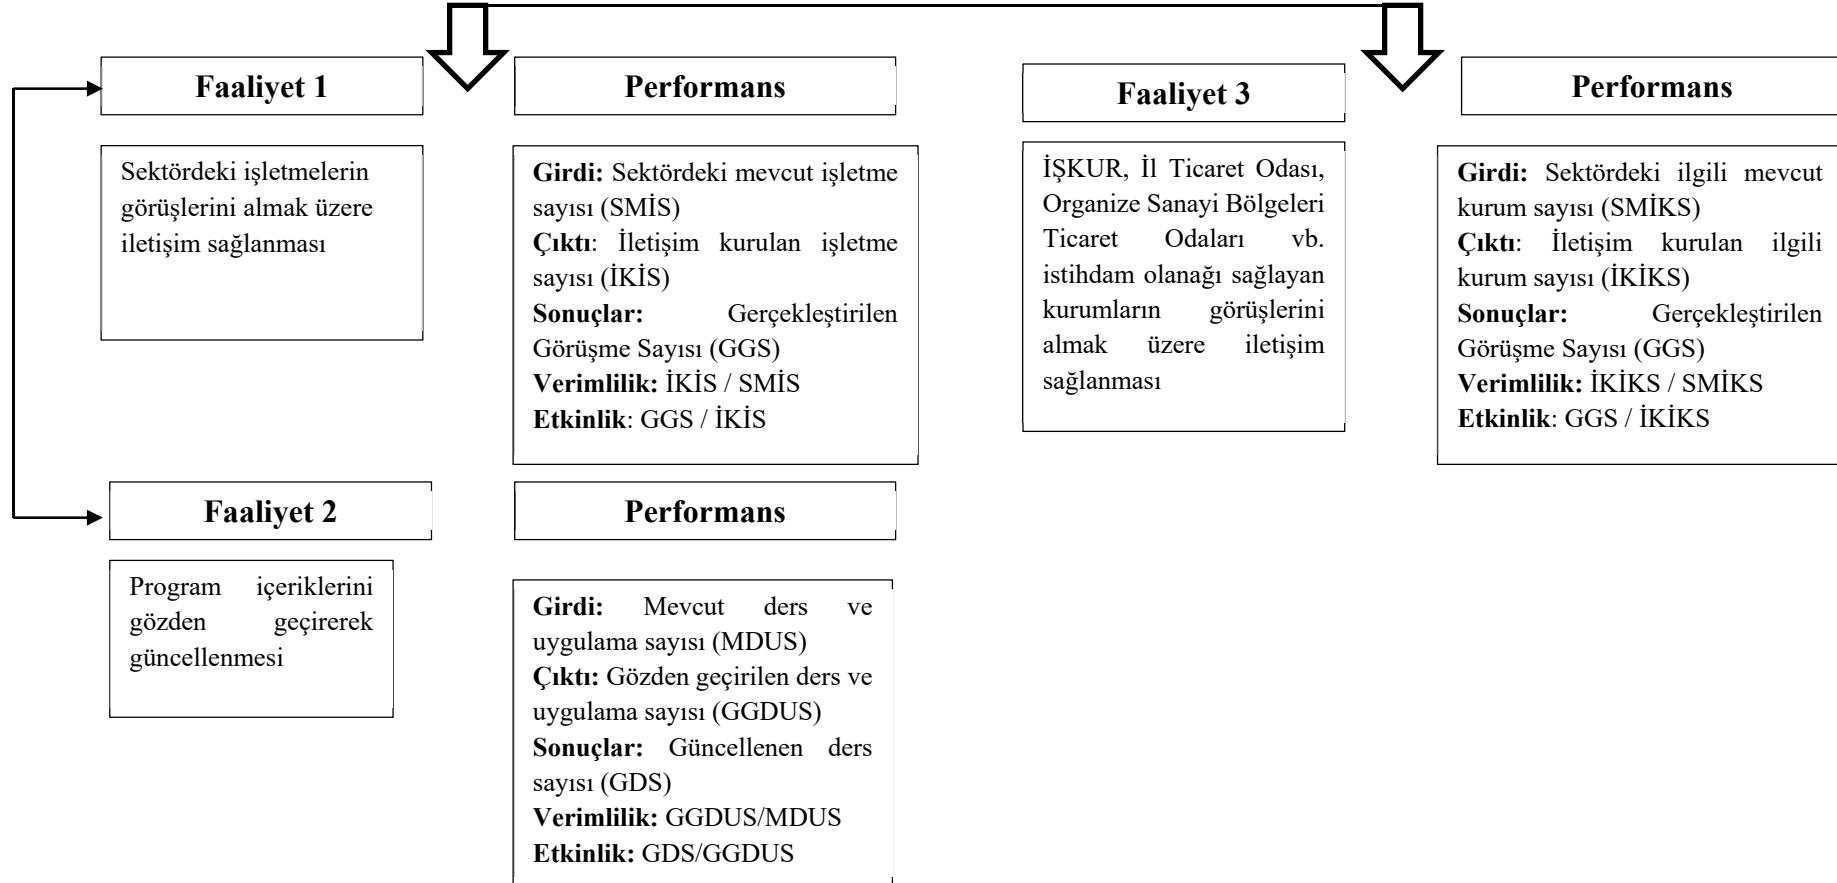 Faaliyet 1
Sektördeki işletmelerin
görüşlerini almak üzere
iletişim sağlanması
Performans
Girdi: Sektördeki mevcut işletme
sayısı (SMİS)
Çıktı: İletişim kurulan işletme
sayısı (İKİS)
Sonuçlar: Gerçekleştirilen
Görüşme Sayısı (GGS)
Verimlilik: İKİS / SMİS
Etkinlik: GGS / İKİS
Faaliyet 3
İŞKUR, İl Ticaret Odası,
Organize Sanayi Bölgeleri
Ticaret Odaları vb.
istihdam olanağı sağlayan
kurumların görüşlerini
almak üzere iletişim
sağlanması
Performans
Girdi: Sektördeki ilgili mevcut
kurum sayısı (SMİKS)
Çıktı: İletişim kurulan ilgili
kurum sayısı (İKİKS)
Sonuçlar: Gerçekleştirilen
Görüşme Sayısı (GGS)
Verimlilik: İKİKS / SMİKS
Etkinlik: GGS / İKİKS
Faaliyet 2
Program içeriklerini
gözden geçirerek
güncellenmesi
Performans
Girdi: Mevcut ders ve
uygulama sayısı (MDUS)
Çıktı: Gözden geçirilen ders ve
uygulama sayısı (GGDUS)
Sonuçlar: Güncellenen ders
sayısı (GDS)
Verimlilik: GGDUS/MDUS
Etkinlik: GDS/GGDUS